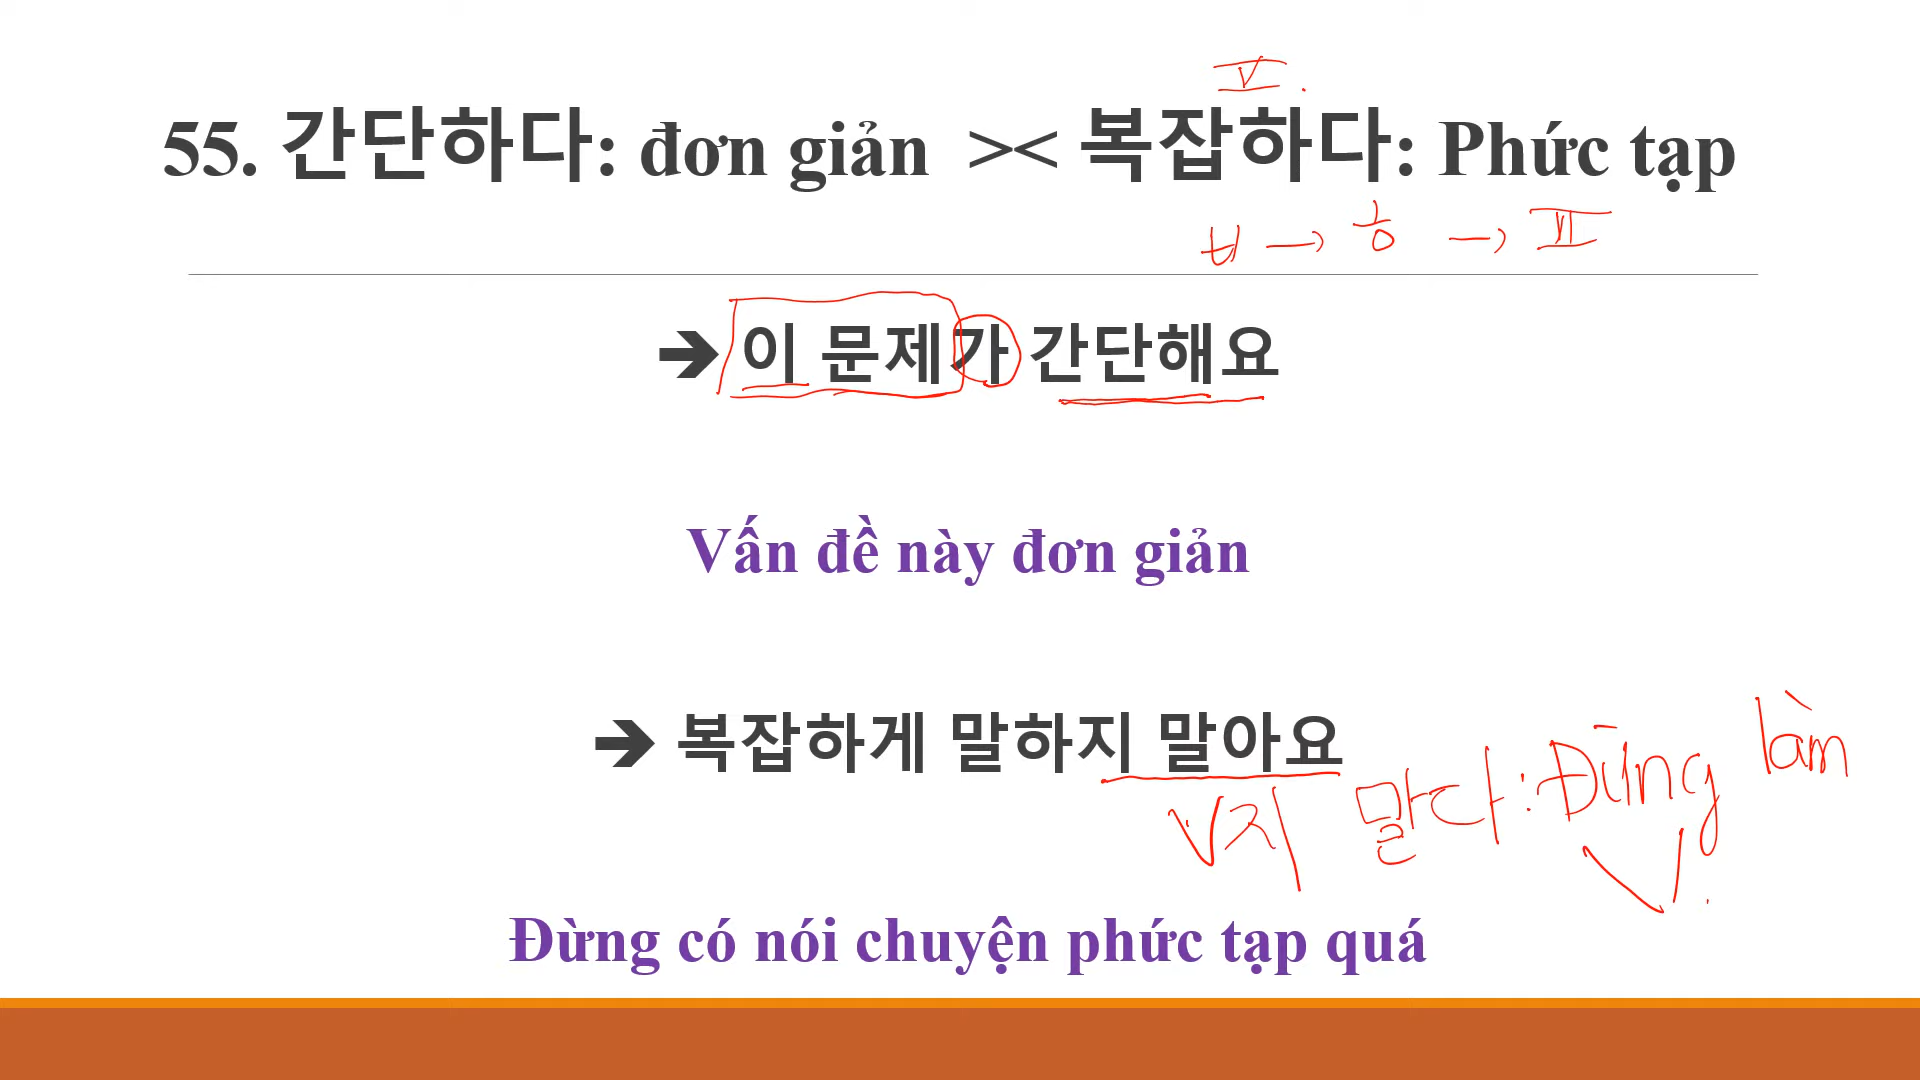 ㅍ.
55. 간단하다: đơn giản >< 복잡하다: Phức tạp
ㅂ → ㅎ → ㅍ
➔ 이 문제가 간단해요
Vấn đề này đơn giản
➔ 복잡하게 말하지 말아요
V지 말다: Đừng làm
V.
Đừng có nói chuyện phức tạp quá